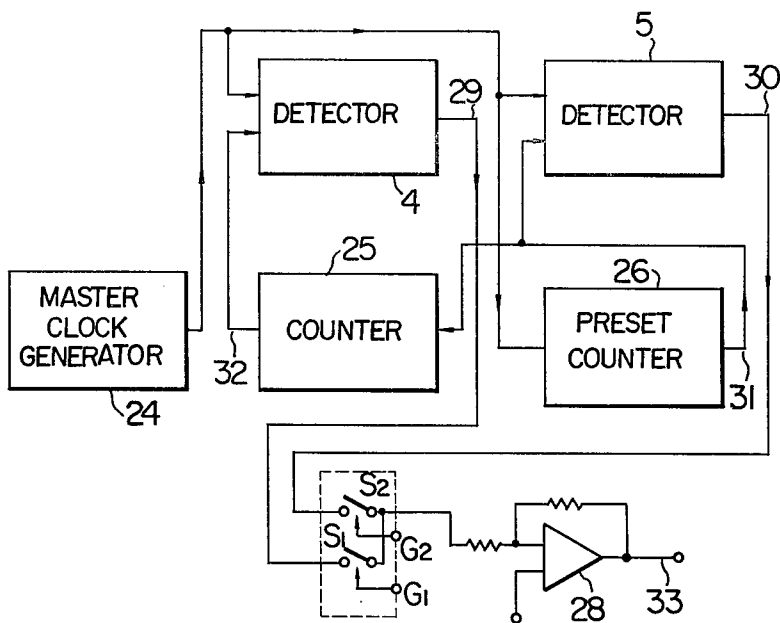 5
30
29
DETECTOR
DETECTOR
4
25
26
MASTER
CLOCK
GENERATOR
COUNTER
PRESET
COUNTER
24
32
31
S2
S1
G2
G1
28
33